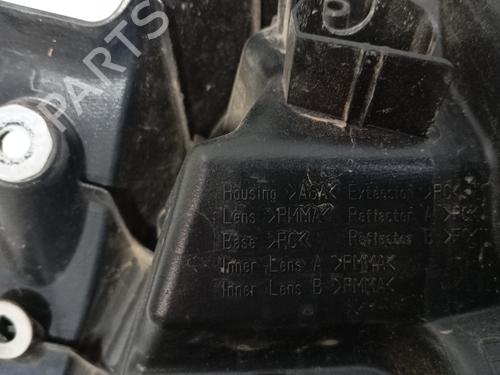 B-PARTS
Housing >ASA< Extension >PC<
Lens >PMMA< Reflector A >PC<
Base >PC< Reflector B >PC<
Inner Lens A >PMMA<
Inner Lens B >PMMA<